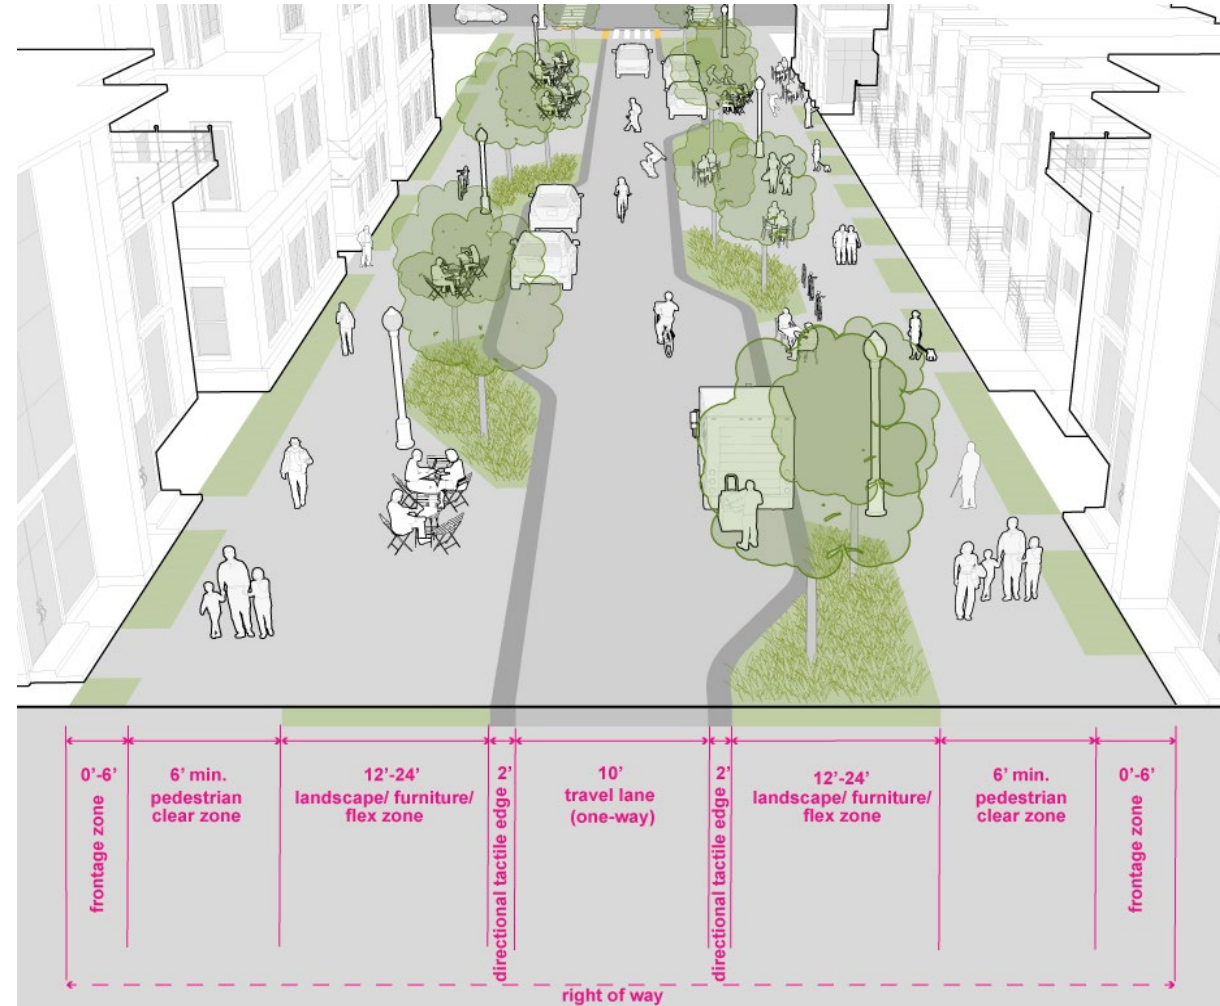 0'-6'
frontage zone
6' min.
pedestrian
clear zone
12'-24'
landscape/ furniture/
flex zone
directional tactile edge 2'
10'
travel lane
(one-way)
directional tactile edge 2'
12'-24'
landscape/ furniture/
flex zone
6' min.
pedestrian
clear zone
0'-6'
frontage zone
right of way